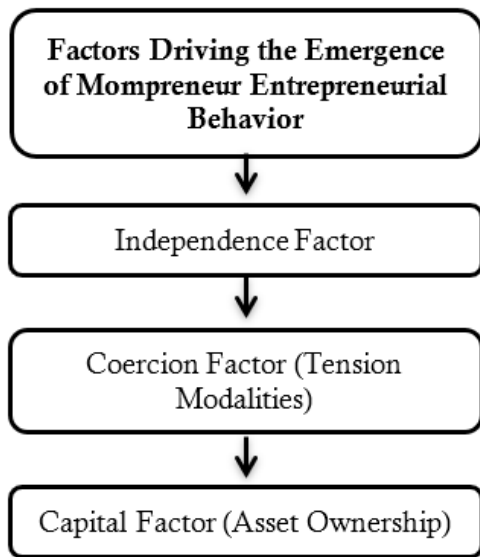 Factors Driving the Emergence
of Mompreneur Entrepreneurial
Behavior
Independence Factor
Coercion Factor (Tension
Modalities)
Capital Factor (Asset Ownership)